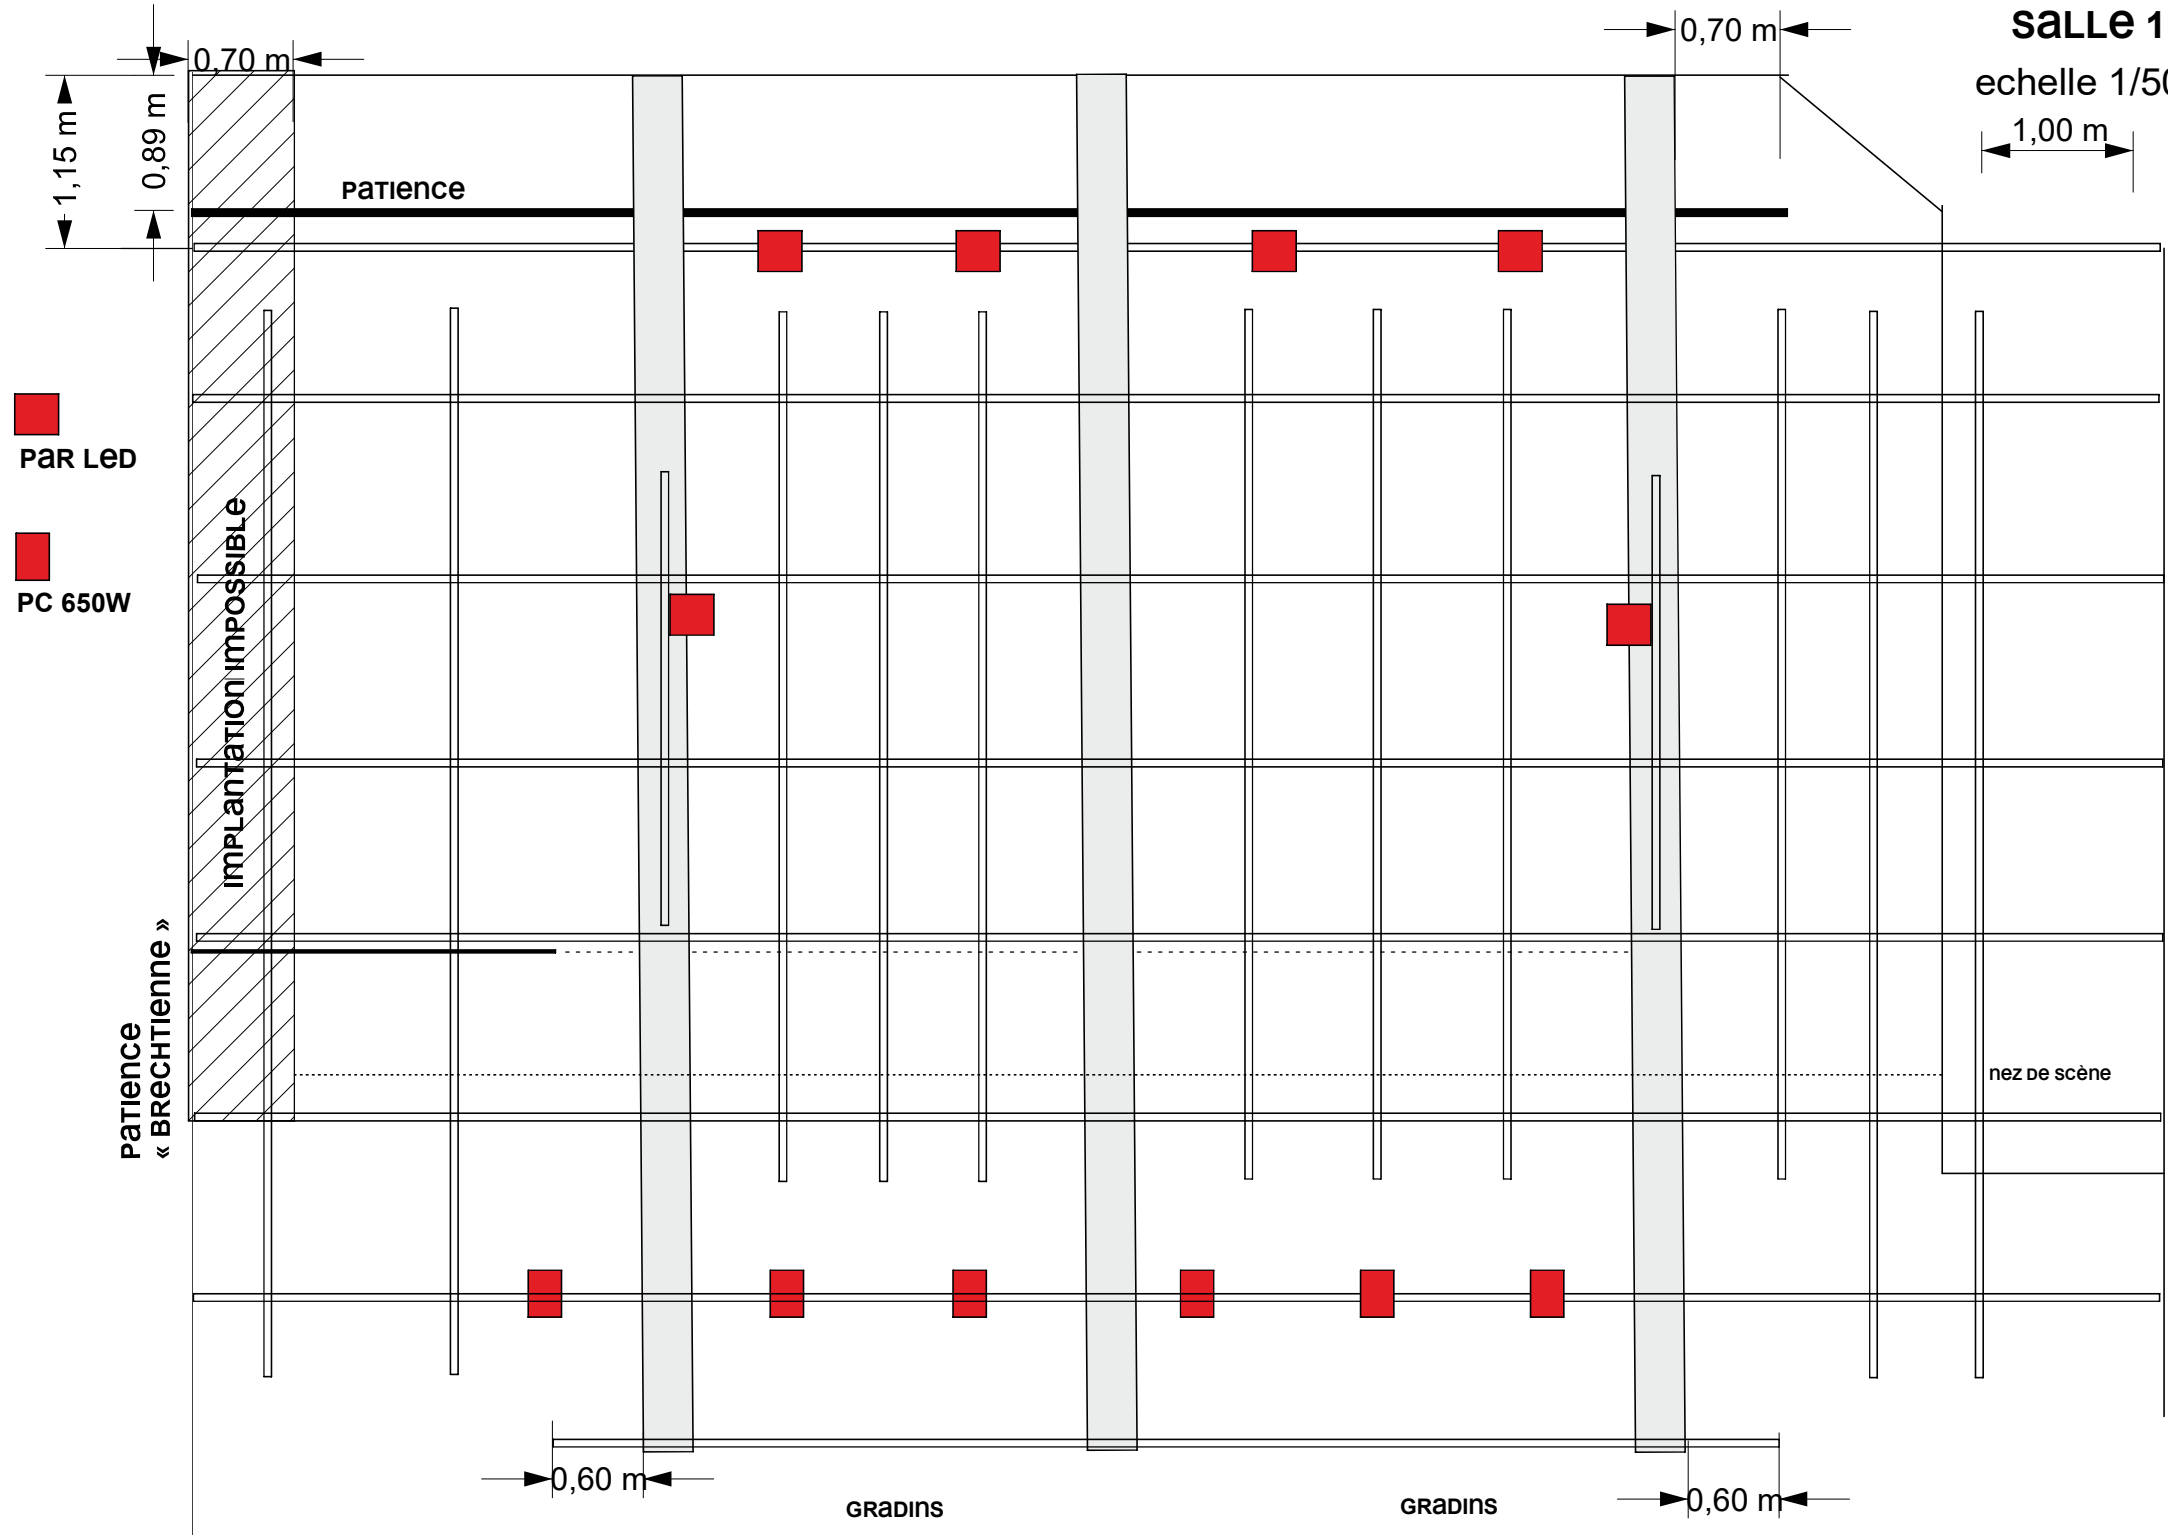 saLLe 1
0,70 m
0,70 m
echelle 1/50
1,00 m
1,15 m
0,89 m
PaTIence
PaR LeD
PC 650W
ImPLanTaTIon ImPOSSIBLe
PaTIence
« BRecHTIenne »
nez De scène
0,60 m
0,60 m
GRaDIns
GRaDIns